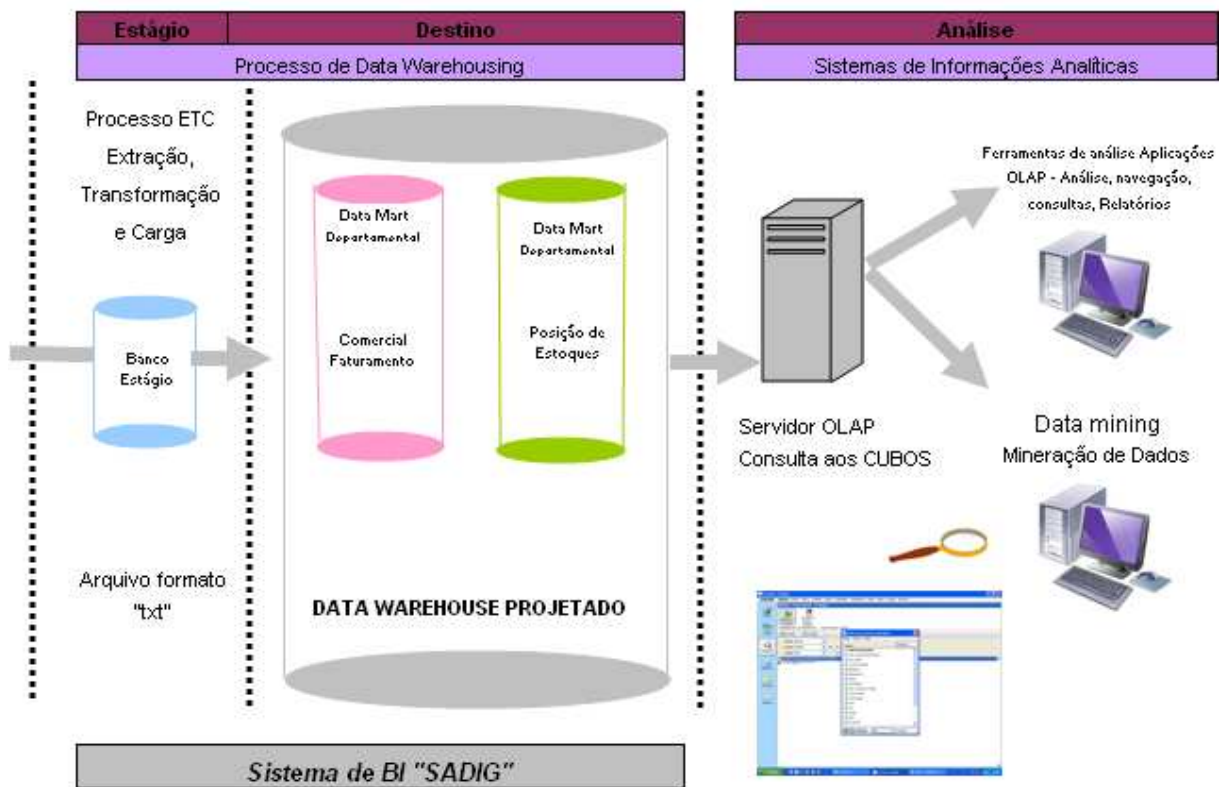 Estágio
Destino
Análise
Processo de Data Warehousing
Sistemas de Informações Analíticas
Processo ETC
Extração,
Transformação
e Carga
Banco
Estágio
Arquivo formato
"txt"
Data Mart
Departamental
Comercial
Faturamento
Data Mart
Departamental
Posição de
Estoques
DATA WAREHOUSE PROJETADO
Ferramentas de análise Aplicações
OLAP - Análise, navegação,
consultas, Relatórios
Servidor OLAP
Consulta aos CUBOS
Data mining
Mineração de Dados
Sistema de BI "SADIG"